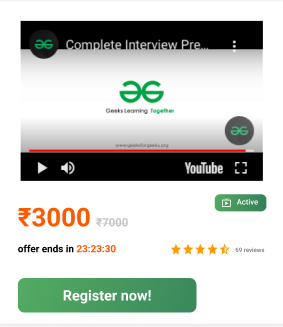 Complete Interview Pre...
Geeks Learning Together
www.geeksforgeeks.org
YouTube
Active
₹3000 ₹7000
offer ends in 23:23:30
69 reviews
Register now!